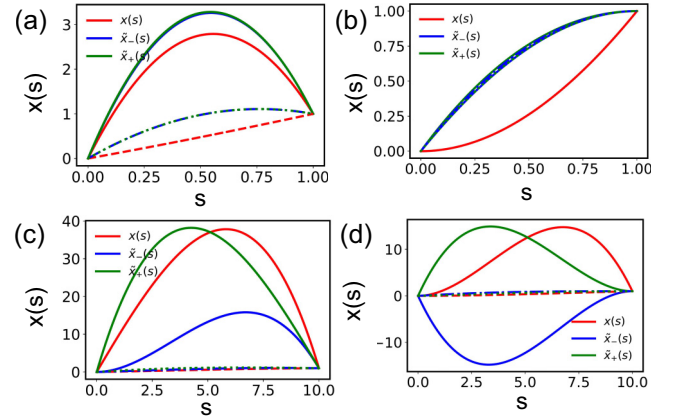 (a)
x(s)
3
2
1
0
x(s)
x̃₋(s)
x̃₊(s)
0.00 0.25 0.50 0.75 1.00
s
(b)
x(s)
1.00
0.75
0.50
0.25
0.00
x(s)
x̃₋(s)
x̃₊(s)
0.00 0.25 0.50 0.75 1.00
s
(c)
x(s)
40
30
20
10
0
x(s)
x̃₋(s)
x̃₊(s)
0.0 2.5 5.0 7.5 10.0
s
(d)
x(s)
10
0
−10
x(s)
x̃₋(s)
x̃₊(s)
0.0 2.5 5.0 7.5 10.0
s